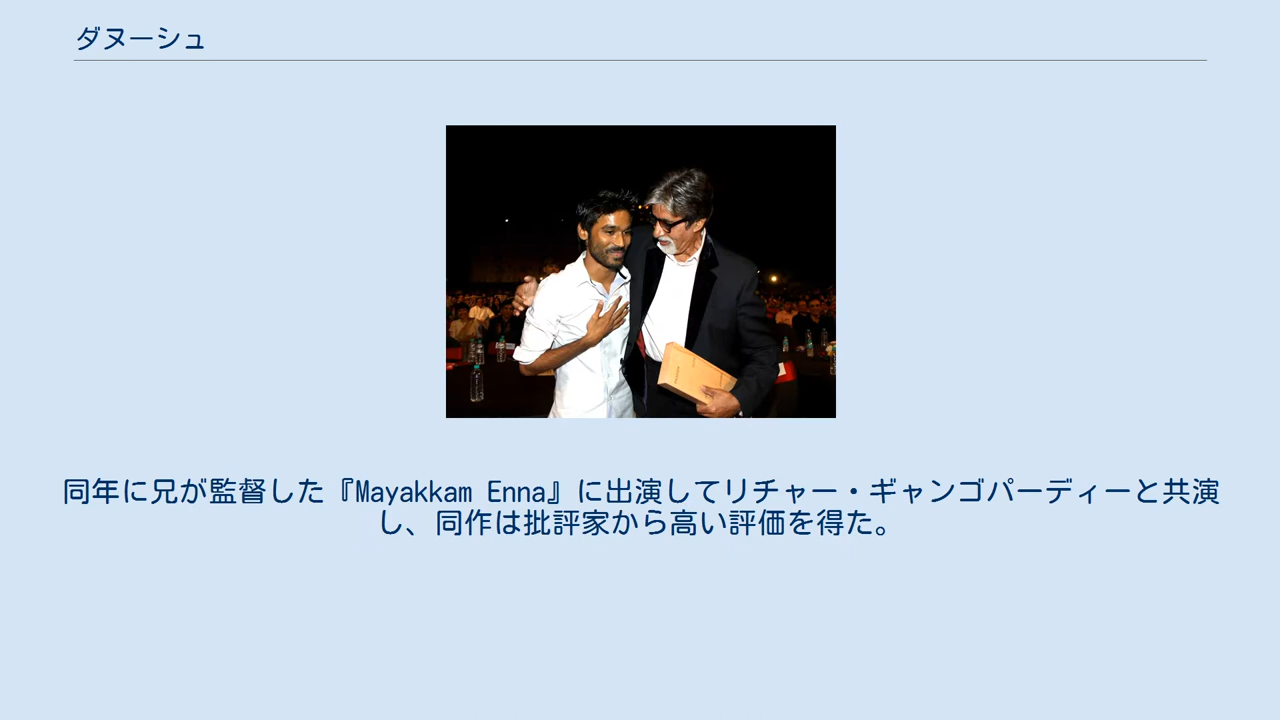 ダヌーシュ
同年に兄が監督した『Mayakkam Enna』に出演してリチャー・ギャンゴパーディーと共演
し、同作は批評家から高い評価を得た。